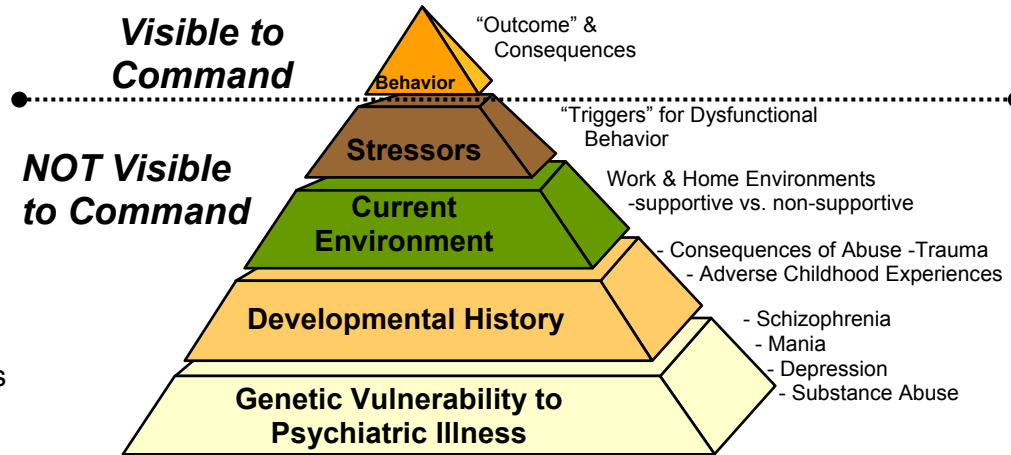 Visible to
Command
“Outcome” &
Consequences
Behavior
“Triggers” for Dysfunctional
Behavior
Stressors
NOT Visible
to Command
Work & Home Environments
-supportive vs. non-supportive
Current
Environment
- Consequences of Abuse -Trauma
- Adverse Childhood Experiences
Developmental History
- Schizophrenia
- Mania
- Depression
- Substance Abuse
s
Genetic Vulnerability to
Psychiatric Illness